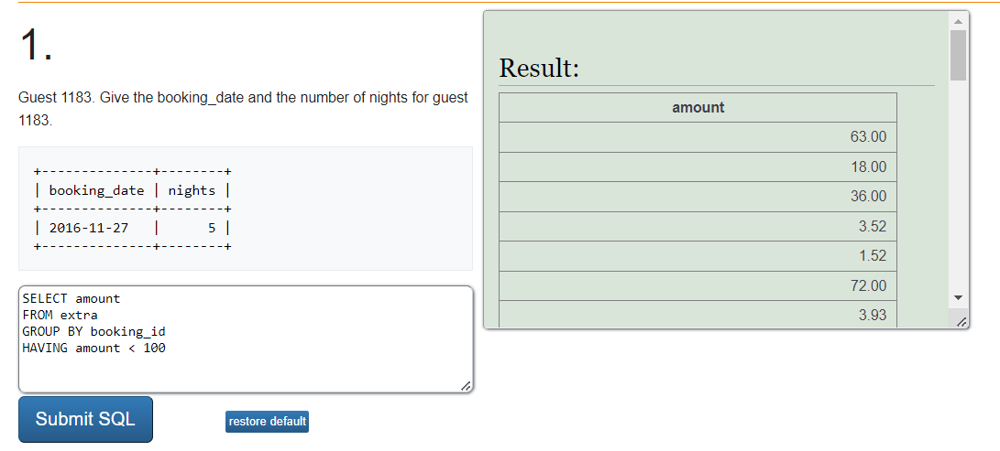 1.
Guest 1183. Give the booking_date and the number of nights for guest
1183.
+--------------+--------+
| booking_date | nights |
+--------------+--------+
| 2016-11-27   |      5 |
+--------------+--------+
SELECT amount
FROM extra
GROUP BY booking_id
HAVING amount < 100
Submit SQL
restore default
Result:
amount
63.00
18.00
36.00
3.52
1.52
72.00
3.93